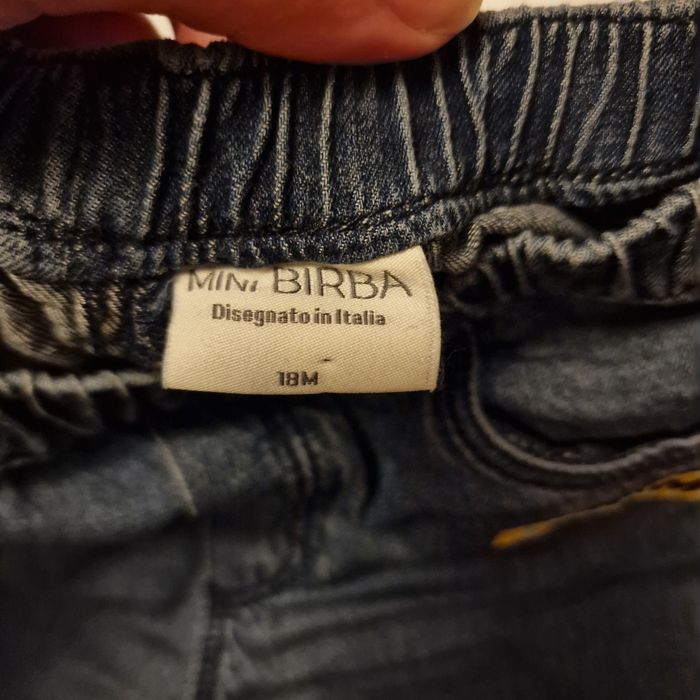 MINI BIRBA
Disegnato in Italia
18M